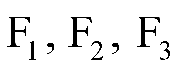 F₁, F₂, F₃